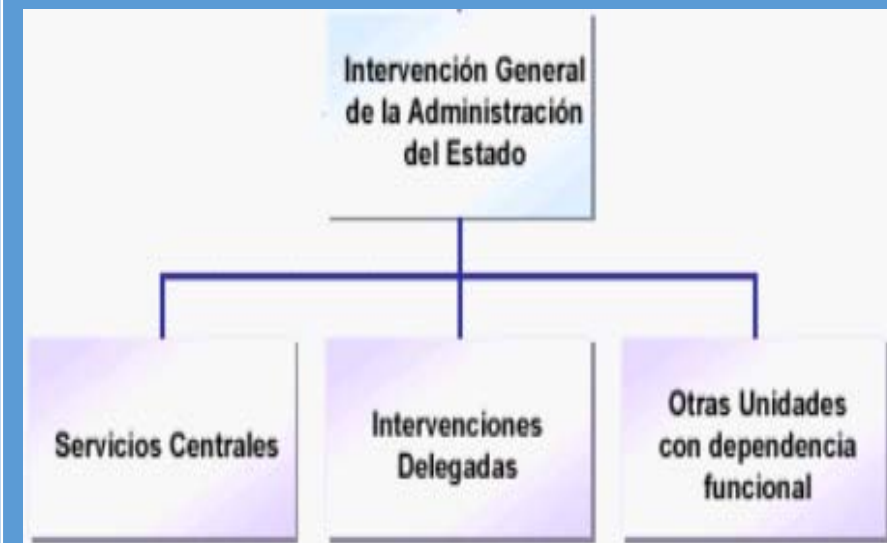 Intervención General
de la Administración
del Estado
Servicios Centrales
Intervenciones
Delegadas
Otras Unidades
con dependencia
funcional